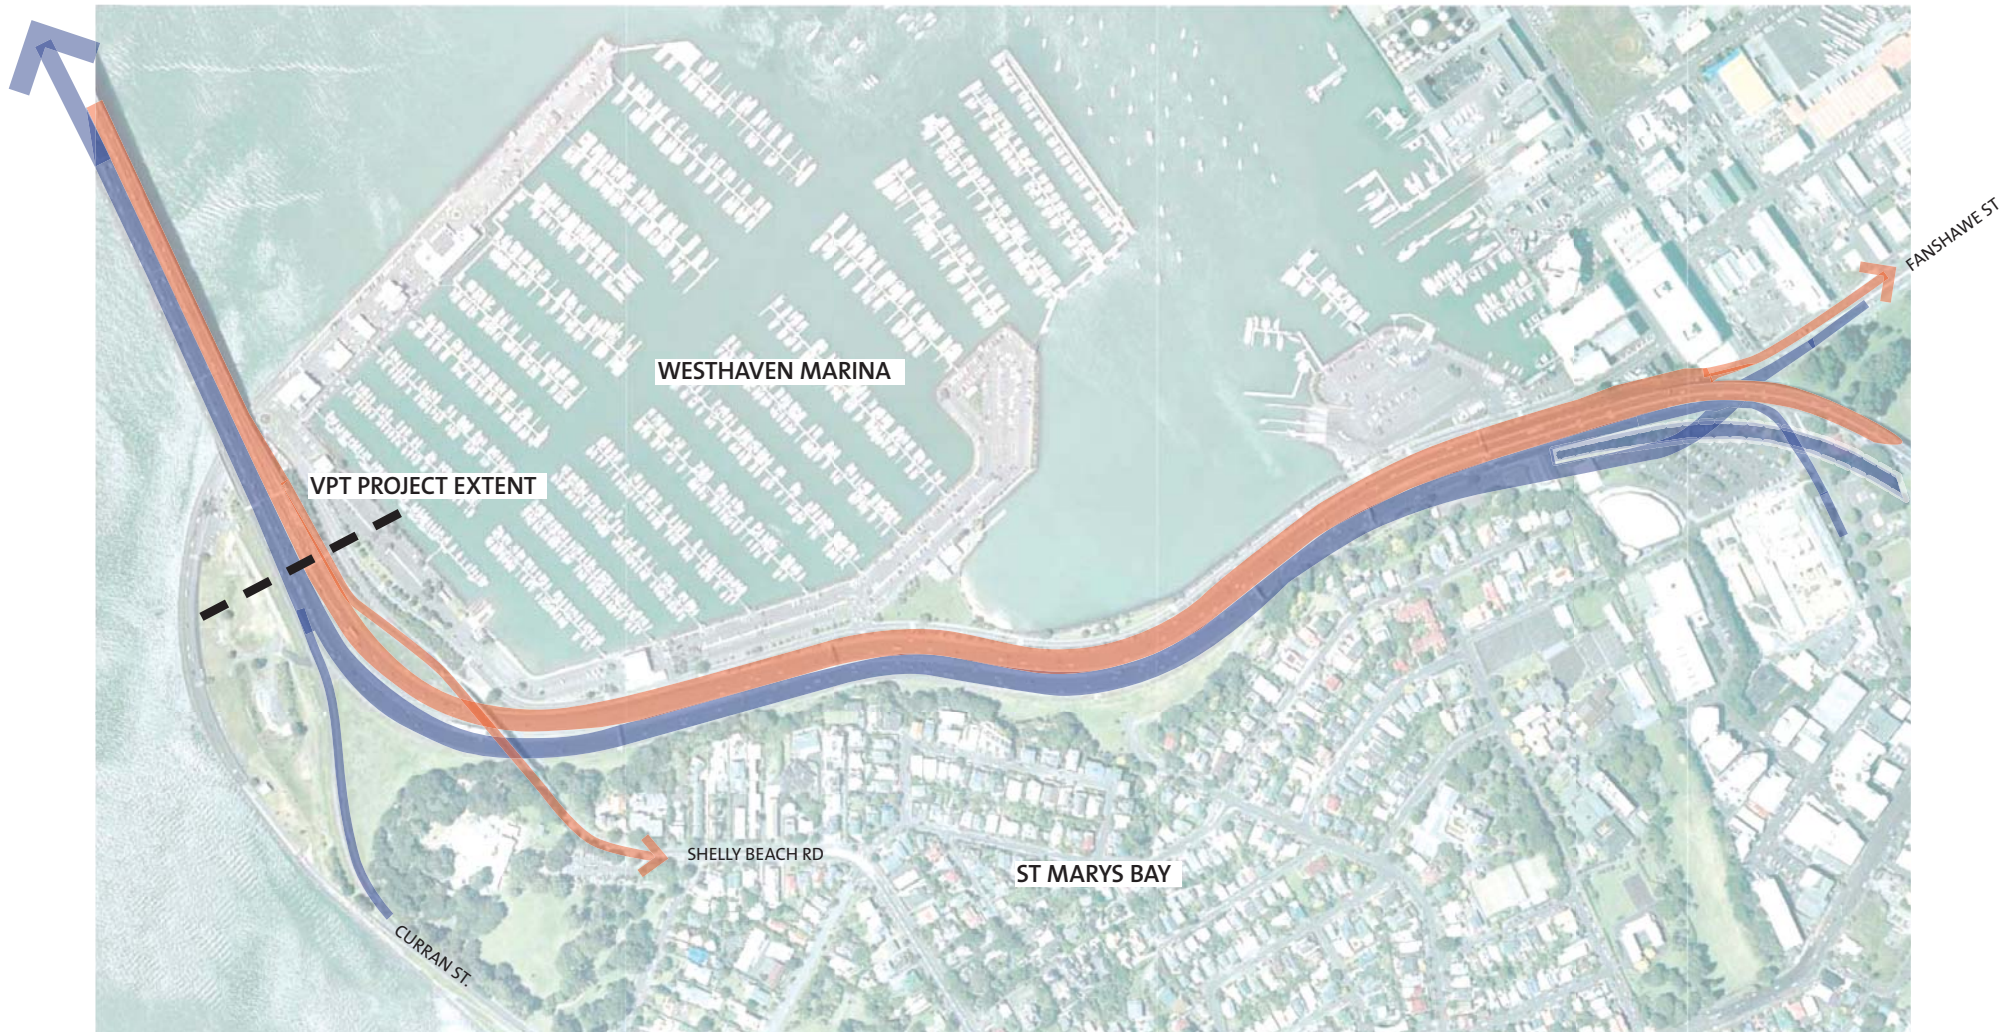 FANSHAWE ST
WESTHAVEN MARINA
VPT PROJECT EXTENT
SHELLY BEACH RD
ST MARYS BAY
CURRAN ST.